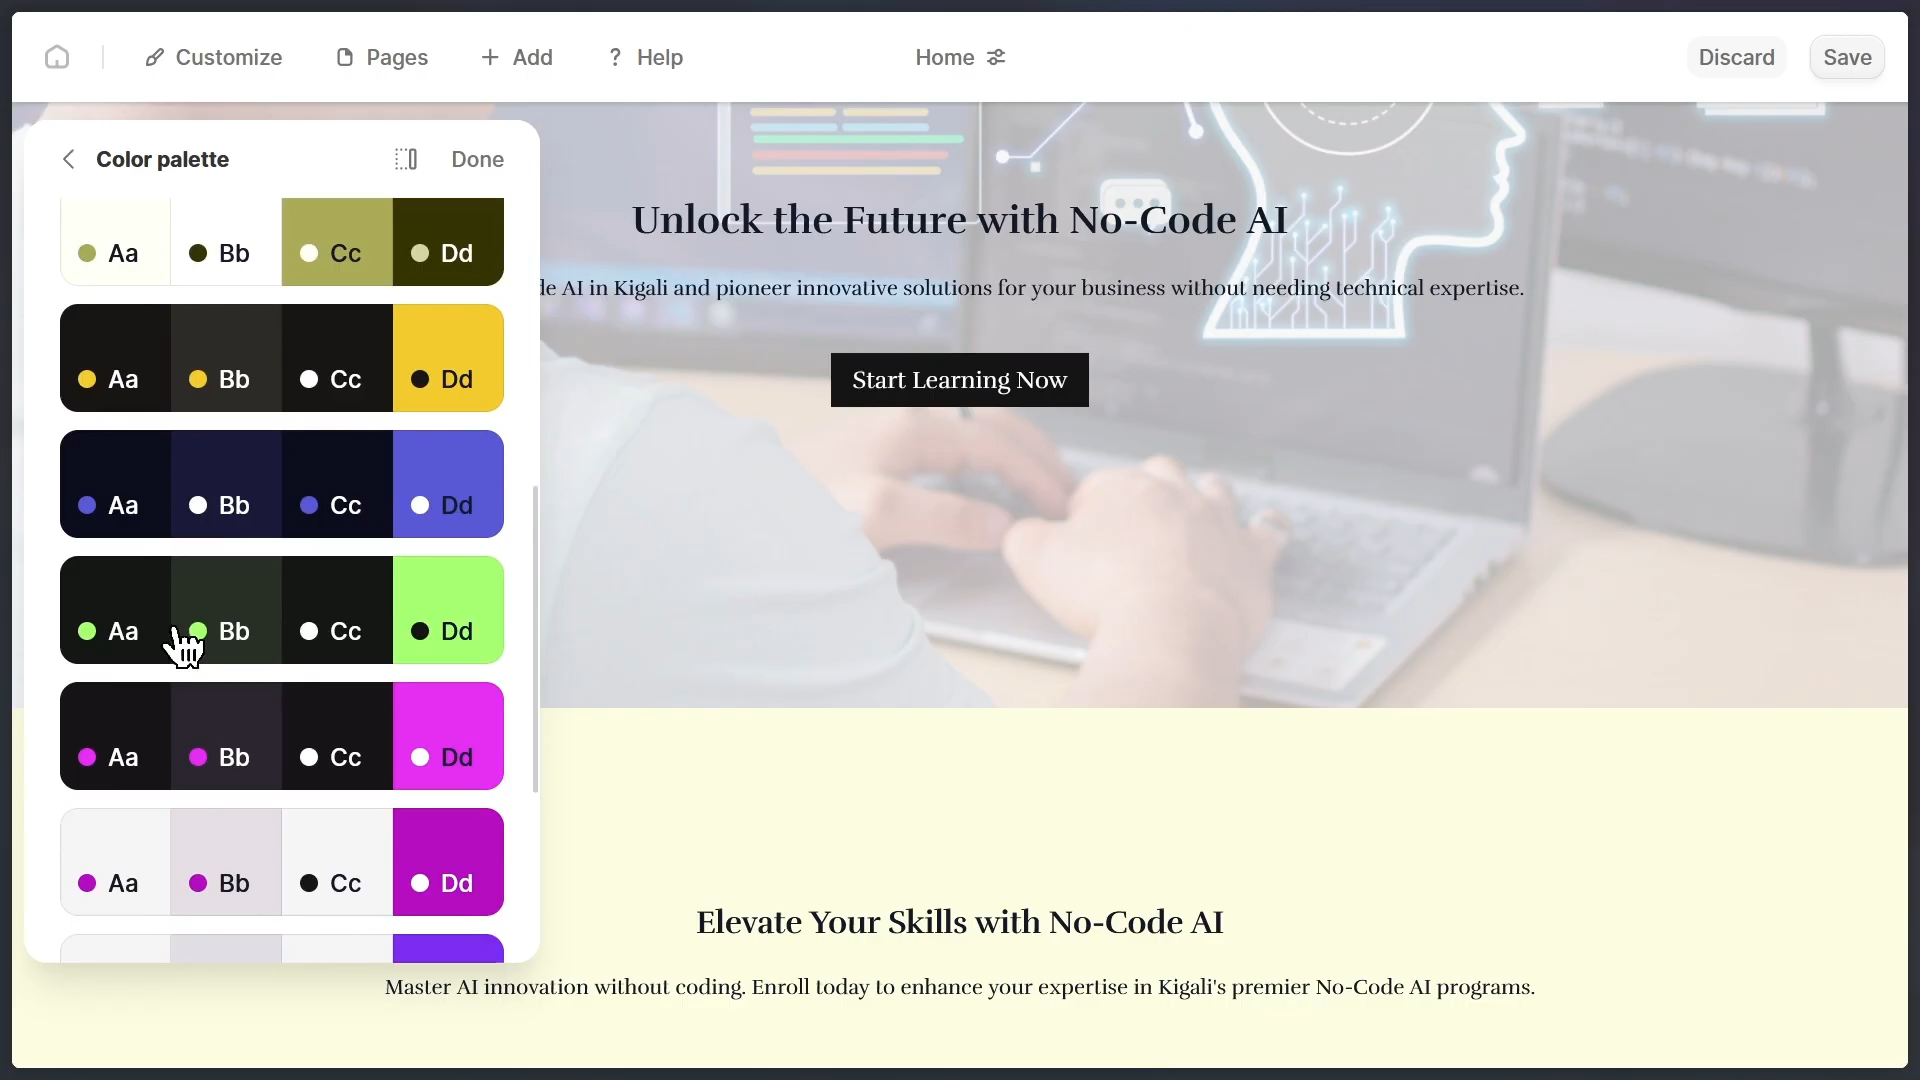 Customize
Pages
Add
? Help
Home
Discard
Save
Color palette
Done
Aa Bb Cc Dd
Aa Bb Cc Dd
Aa Bb Cc Dd
Aa Bb Cc Dd
Aa Bb Cc Dd
Aa Bb Cc Dd
Unlock the Future with No-Code AI
de AI in Kigali and pioneer innovative solutions for your business without needing technical expertise.
Start Learning Now
Elevate Your Skills with No-Code AI
Master AI innovation without coding. Enroll today to enhance your expertise in Kigali's premier No-Code AI programs.